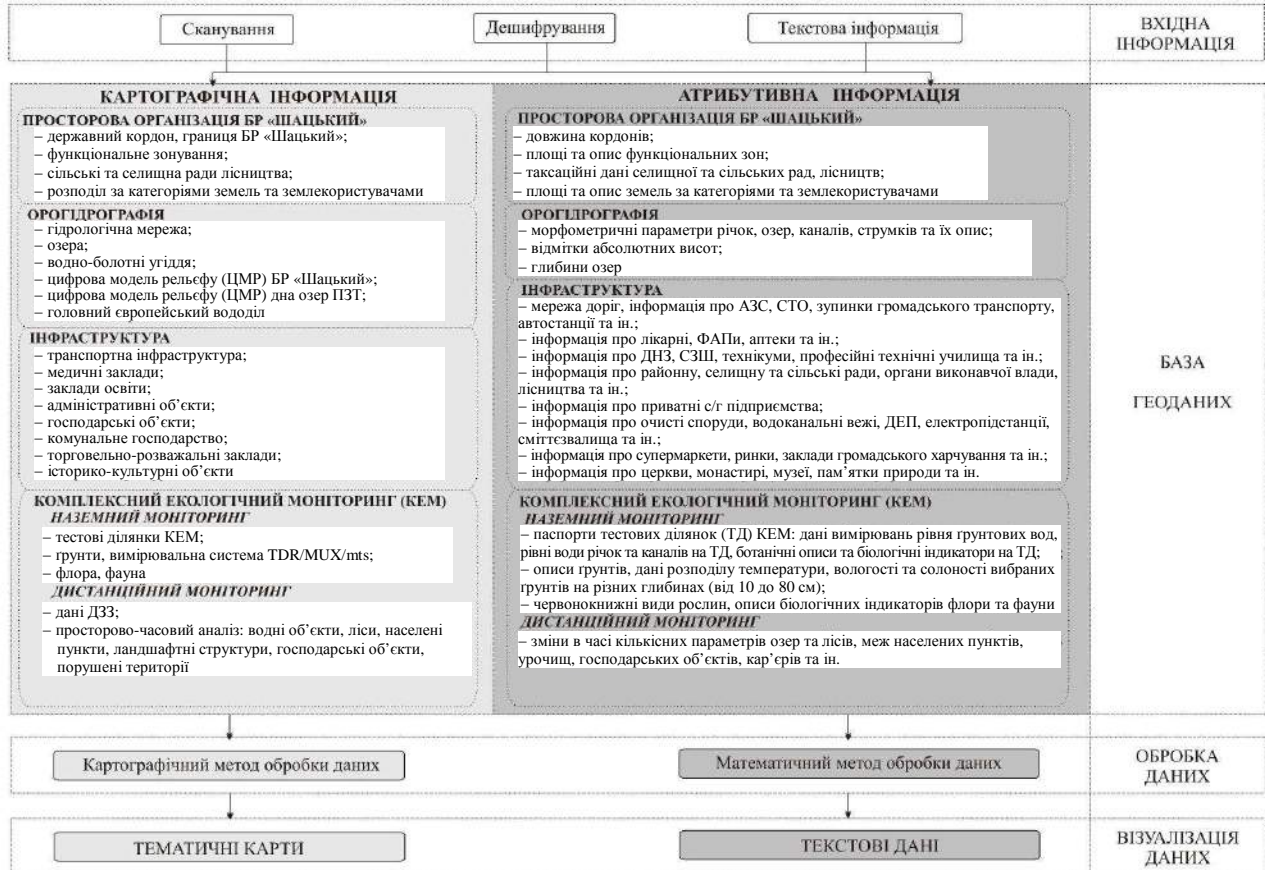 Сканування
Дешифрування
Текстова інформація
ВХІДНА
ІНФОРМАЦІЯ
КАРТОГРАФІЧНА ІНФОРМАЦІЯ
ПРОСТОРОВА ОРГАНІЗАЦІЯ БР «ШАЦЬКИЙ»
– державний кордон, границя БР «Шацький»;
– функціональне зонування;
– сільські та селищна ради лісництва;
– розподіл за категоріями земель та землекористувачами
ОРОГІДРОГРАФІЯ
– гідрологічна мережа;
– озера;
– водно-болотні угіддя;
– цифрова модель рельєфу (ЦМР) БР «Шацький»;
– цифрова модель рельєфу (ЦМР) дна озер ПЗТ;
– головний європейський вододіл
ІНФРАСТРУКТУРА
– транспортна інфраструктура;
– медичні заклади;
– заклади освіти;
– адміністративні об’єкти;
– господарські об’єкти;
– комунальне господарство;
– торговельно-розважальні заклади;
– історико-культурні об’єкти
КОМПЛЕКСНИЙ ЕКОЛОГІЧНИЙ МОНІТОРИНГ (КЕМ)
НАЗЕМНИЙ МОНІТОРИНГ
– тестові ділянки КЕМ;
– ґрунти, вимірювальна система TDR/MUX/mts;
– флора, фауна
ДИСТАНЦІЙНИЙ МОНІТОРИНГ
– дані ДЗЗ;
– просторово-часовий аналіз: водні об’єкти, ліси, населені
пункти, ландшафтні структури, господарські об’єкти,
порушені території
АТРИБУТИВНА ІНФОРМАЦІЯ
ПРОСТОРОВА ОРГАНІЗАЦІЯ БР «ШАЦЬКИЙ»
– довжина кордонів;
– площі та опис функціональних зон;
– таксаційні дані селищної та сільських рад, лісництв;
– площі та опис земель за категоріями та землекористувачами
ОРОГІДРОГРАФІЯ
– морфометричні параметри річок, озер, каналів, струмків та їх опис;
– відмітки абсолютних висот;
– глибини озер
ІНФРАСТРУКТУРА
– мережа доріг, інформація про АЗС, СТО, зупинки громадського транспорту,
автостанції та ін.;
– інформація про лікарні, ФАПи, аптеки та ін.;
– інформація про ДНЗ, СЗШ, технікуми, професійні технічні училища та ін.;
– інформація про районну, селищну та сільські ради, органи виконавчої влади,
лісництва та ін.;
– інформація про приватні с/г підприємства;
– інформація про очисті споруди, водоканальні вежі, ДЕП, електропідстанції,
сміттєзвалища та ін.;
– інформація про супермаркети, ринки, заклади громадського харчування та ін.;
– інформація про церкви, монастирі, музеї, пам’ятки природи та ін.
КОМПЛЕКСНИЙ ЕКОЛОГІЧНИЙ МОНІТОРИНГ (КЕМ)
НАЗЕМНИЙ МОНІТОРИНГ
– паспорти тестових ділянок (ТД) КЕМ: дані вимірювань рівня ґрунтових вод,
рівні води річок та каналів на ТД, ботанічні описи та біологічні індикатори на ТД;
– описи ґрунтів, дані розподілу температури, вологості та солоності вибраних
ґрунтів на різних глибинах (від 10 до 80 см);
– червонокнижні види рослин, описи біологічних індикаторів флори та фауни
ДИСТАНЦІЙНИЙ МОНІТОРИНГ
– зміни в часі кількісних параметрів озер та лісів, меж населених пунктів,
урочищ, господарських об’єктів, кар’єрів та ін.
БАЗА
ГЕОДАНИХ
Картографічний метод обробки даних
Математичний метод обробки даних
ОБРОБКА
ДАНИХ
ТЕМАТИЧНІ КАРТИ
ТЕКСТОВІ ДАНІ
ВІЗУАЛІЗАЦІЯ
ДАНИХ